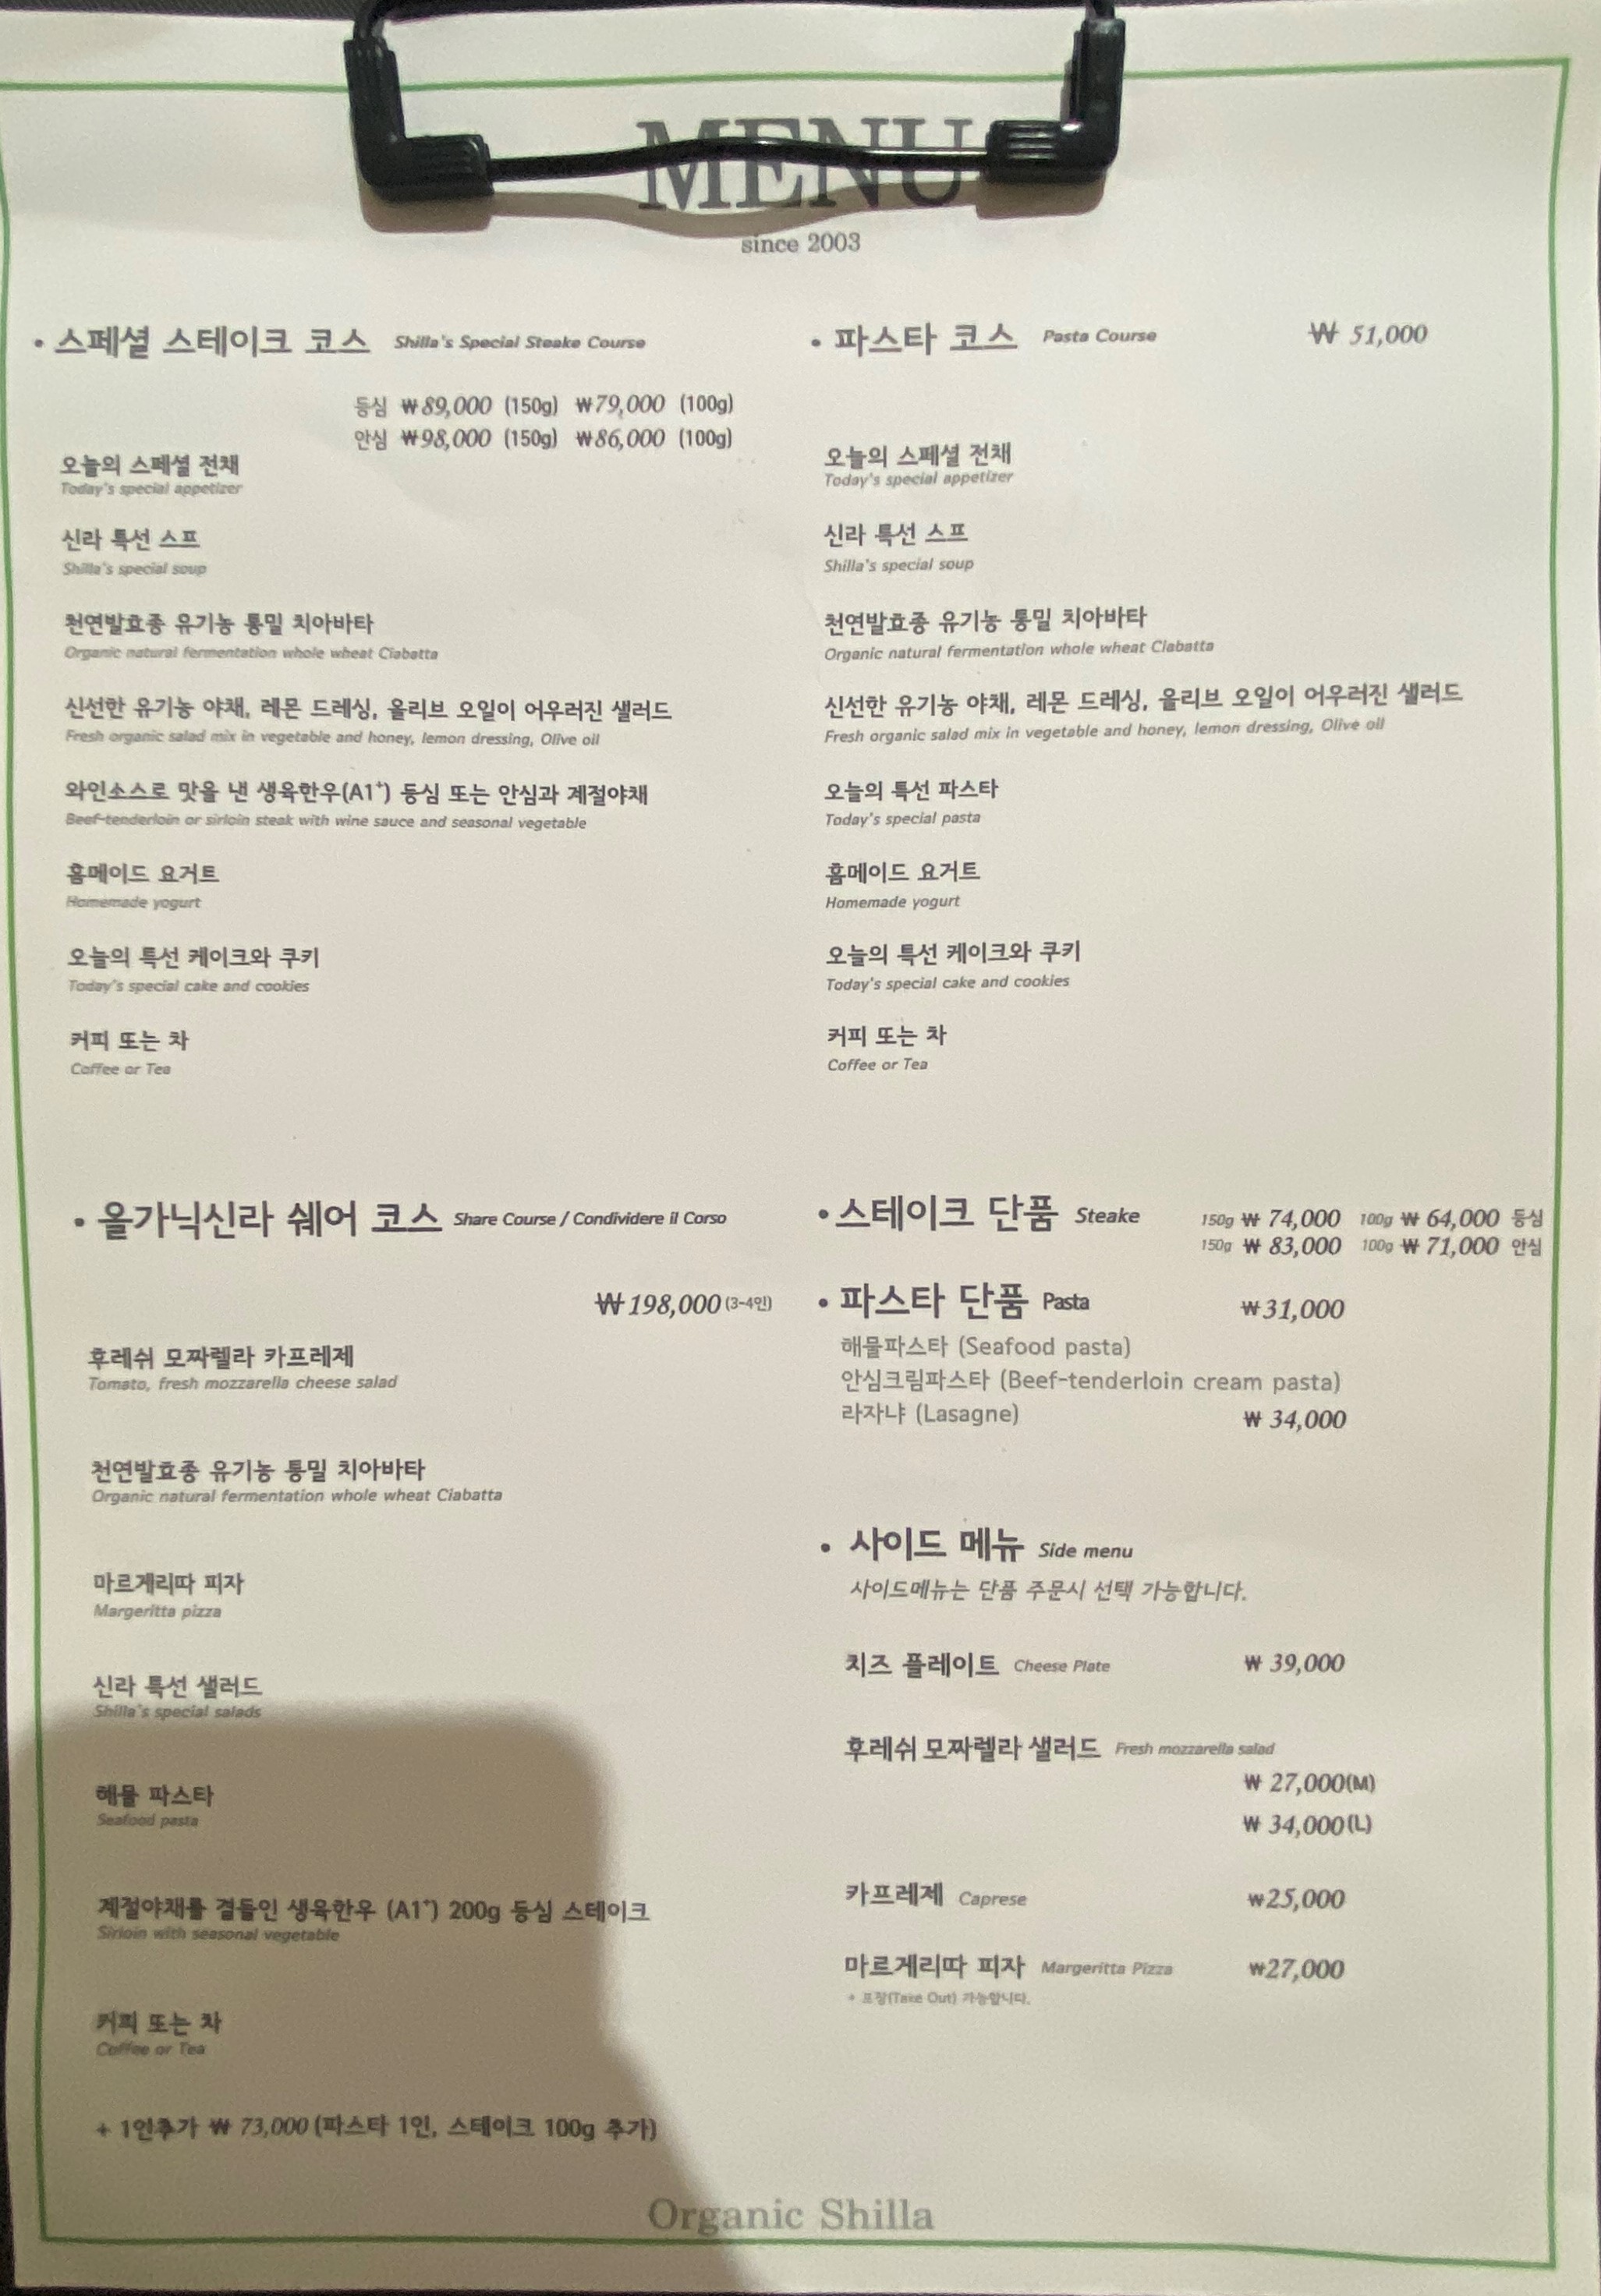 MENU
since 2003
• 스페셜 스테이크 코스 Shilla's Special Steake Course
등심 ₩89,000 (150g) ₩79,000 (100g)
안심 ₩98,000 (150g) ₩86,000 (100g)
오늘의 스페셜 전채
Today's special appetizer
신라 특선 스프
Shilla's special soup
천연발효종 유기농 통밀 치아바타
Organic natural fermentation whole wheat Ciabatta
신선한 유기농 야채, 레몬 드레싱, 올리브 오일이 어우러진 샐러드
Fresh organic salad mix in vegetable and honey, lemon dressing, Olive oil
와인소스로 맛을 낸 생육한우(A1⁺) 등심 또는 안심과 계절야채
Beef-tenderloin or sirloin steak with wine sauce and seasonal vegetable
홈메이드 요거트
Homemade yogurt
오늘의 특선 케이크와 쿠키
Today's special cake and cookies
커피 또는 차
Coffee or Tea
• 파스타 코스 Pasta Course ₩ 51,000
오늘의 스페셜 전채
Today's special appetizer
신라 특선 스프
Shilla's special soup
천연발효종 유기농 통밀 치아바타
Organic natural fermentation whole wheat Ciabatta
신선한 유기농 야채, 레몬 드레싱, 올리브 오일이 어우러진 샐러드
Fresh organic salad mix in vegetable and honey, lemon dressing, Olive oil
오늘의 특선 파스타
Today's special pasta
홈메이드 요거트
Homemade yogurt
오늘의 특선 케이크와 쿠키
Today's special cake and cookies
커피 또는 차
Coffee or Tea
• 올가닉신라 쉐어 코스 Share Course / Condividere il Corso
₩198,000 (3-4인)
후레쉬 모짜렐라 카프레제
Tomato, fresh mozzarella cheese salad
천연발효종 유기농 통밀 치아바타
Organic natural fermentation whole wheat Ciabatta
마르게리따 피자
Margeritta pizza
신라 특선 샐러드
Shilla's special salads
해물 파스타
Seafood pasta
계절야채를 곁들인 생육한우 (A1⁺) 200g 등심 스테이크
Sirloin with seasonal vegetable
커피 또는 차
Coffee or Tea
+ 1인추가 ₩ 73,000 (파스타 1인, 스테이크 100g 추가)
• 스테이크 단품 Steake 150g ₩ 74,000 100g ₩ 64,000 등심
150g ₩ 83,000 100g ₩ 71,000 안심
• 파스타 단품 Pasta ₩31,000
해물파스타 (Seafood pasta)
안심크림파스타 (Beef-tenderloin cream pasta)
라자냐 (Lasagne) ₩ 34,000
• 사이드 메뉴 Side menu
사이드메뉴는 단품 주문시 선택 가능합니다.
치즈 플레이트 Cheese Plate ₩ 39,000
후레쉬 모짜렐라 샐러드 Fresh mozzarella salad
₩ 27,000(M)
₩ 34,000(L)
카프레제 Caprese ₩25,000
마르게리따 피자 Margeritta Pizza ₩27,000
+ 포장(Take Out) 가능합니다.
Organic Shilla